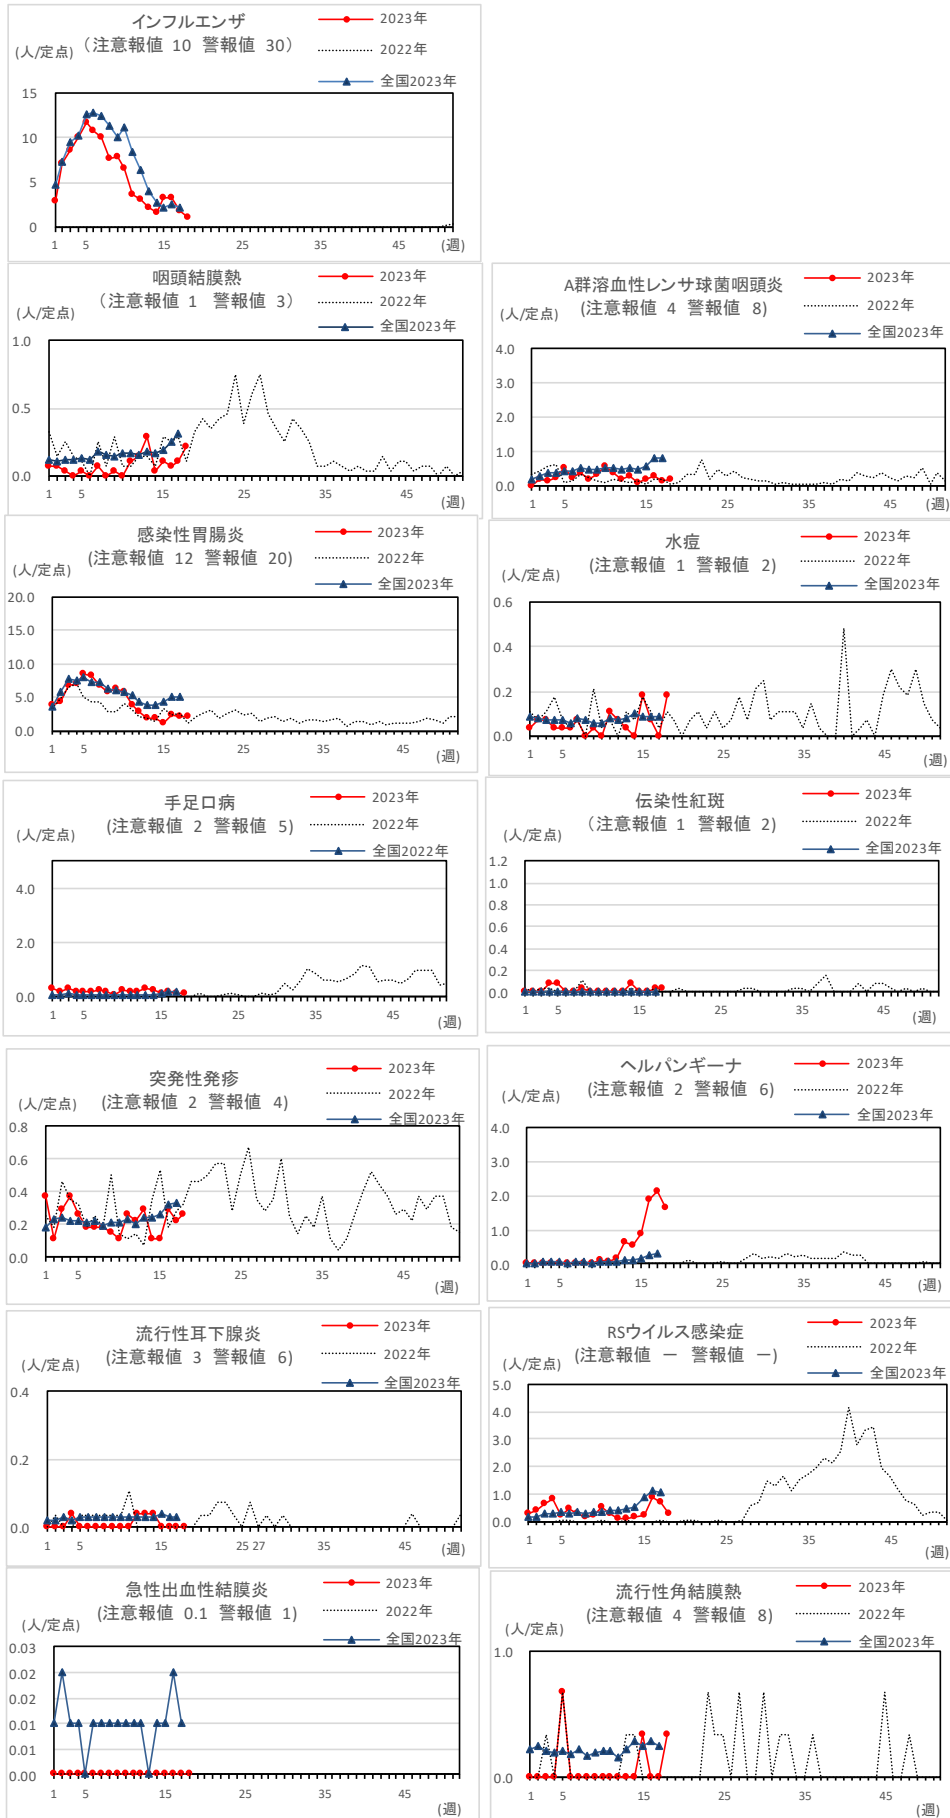 インフルエンザ
（注意報値 10 警報値 30）
(人/定点)
2023年
2022年
全国2023年
15
10
5
0
1 5 15 25 35 45 (週)
咽頭結膜熱
（注意報値 1 警報値 3）
(人/定点)
2023年
2022年
全国2023年
1.0
0.5
0.0
1 5 15 25 35 45 (週)
A群溶血性レンサ球菌咽頭炎
(注意報値 4 警報値 8)
(人/定点)
2023年
2022年
全国2023年
4.0
3.0
2.0
1.0
0.0
1 5 15 25 35 45 (週)
感染性胃腸炎
(注意報値 12 警報値 20)
(人/定点)
2023年
2022年
全国2023年
20.0
15.0
10.0
5.0
0.0
1 5 15 25 35 45 (週)
水痘
(注意報値 1 警報値 2)
(人/定点)
2023年
2022年
全国2023年
0.6
0.4
0.2
0.0
1 5 15 25 35 45 (週)
手足口病
(注意報値 2 警報値 5)
(人/定点)
2023年
2022年
全国2022年
4.0
2.0
0.0
1 5 15 25 35 45 (週)
伝染性紅斑
（注意報値 1 警報値 2）
(人/定点)
2023年
2022年
全国2023年
1.2
1.0
0.8
0.6
0.4
0.2
0.0
1 5 15 25 35 45 (週)
突発性発疹
(注意報値 2 警報値 4)
(人/定点)
2023年
2022年
全国2023年
0.8
0.6
0.4
0.2
0.0
1 5 15 25 35 45 (週)
ヘルパンギーナ
(注意報値 2 警報値 6)
(人/定点)
2023年
2022年
全国2023年
4.0
3.0
2.0
1.0
0.0
1 5 15 25 35 45 (週)
流行性耳下腺炎
(注意報値 3 警報値 6)
(人/定点)
2023年
2022年
全国2023年
0.4
0.2
0.0
1 5 15 25 27 35 45 (週)
RSウイルス感染症
(注意報値 ー 警報値 ー)
(人/定点)
2023年
2022年
全国2023年
5.0
4.0
3.0
2.0
1.0
0.0
1 5 15 25 35 45 (週)
急性出血性結膜炎
(注意報値 0.1 警報値 1)
(人/定点)
2023年
2022年
全国2023年
0.03
0.02
0.02
0.01
0.01
0.00
1 5 15 25 35 45 (週)
流行性角結膜熱
(注意報値 4 警報値 8)
(人/定点)
2023年
2022年
全国2023年
1.0
0.0
1 5 15 25 35 45 (週)